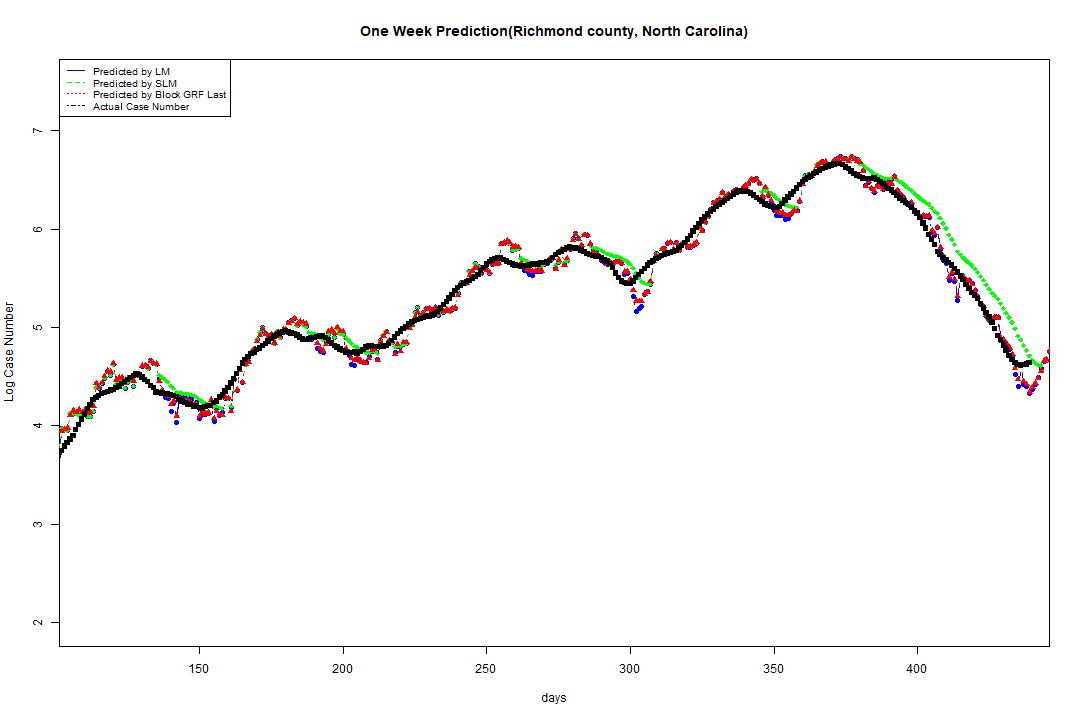 One Week Prediction(Richmond county, North Carolina)
Predicted by LM
Predicted by SLM
Predicted by Block GRF Last
Actual Case Number
7
6
5
4
3
2
Log Case Number
150 200 250 300 350 400
days